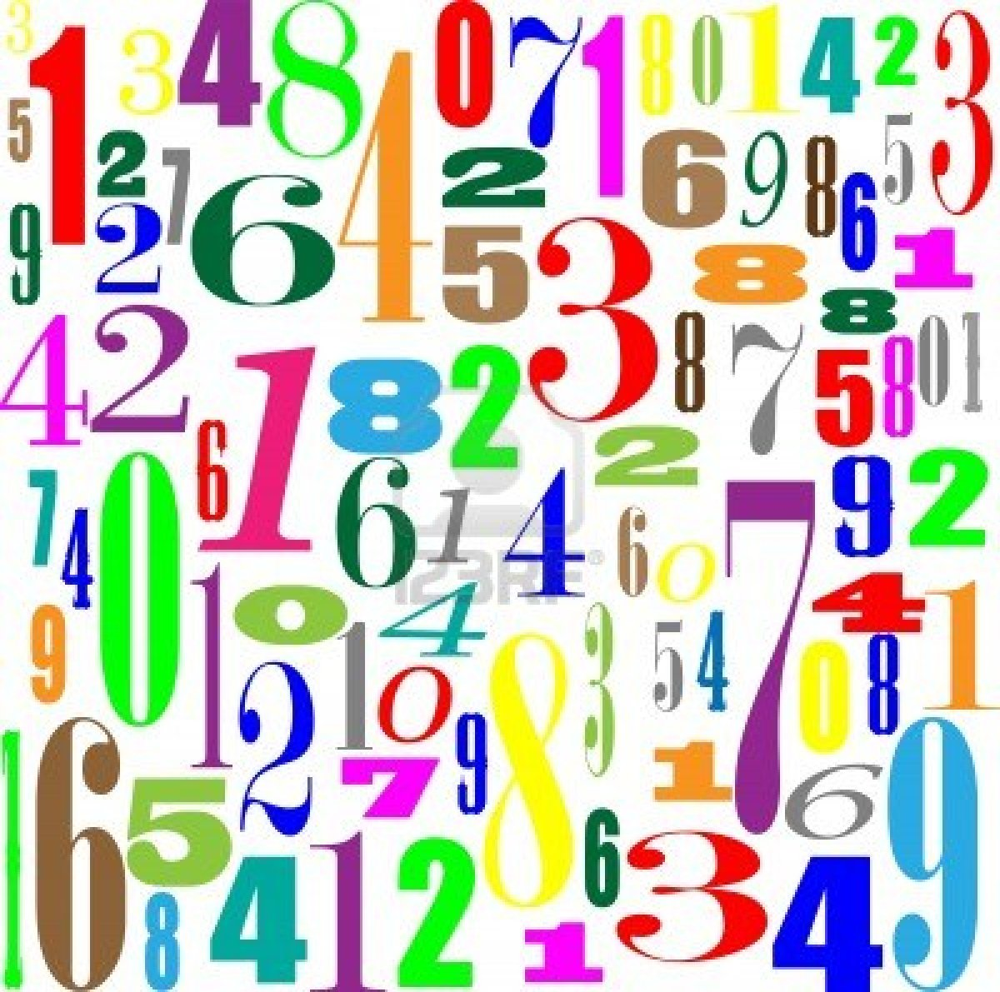 3 1 3 4 8 4 0 7 1 8 0 1 4 2 3
5 2 7 6 2 6 9 8 6 5
9 2 5 3 8 1
4 2 1 8 2 8 7 8 5 8 0 1
6 2
7 4 0 6 1 4 6 0 7 9 2
9 1 0 1 4 3 5 4 4 1
2 0 9 8 0 8
1 6 5 7 1 6 9
8 4 1 2 6 3 4
1
123RF®